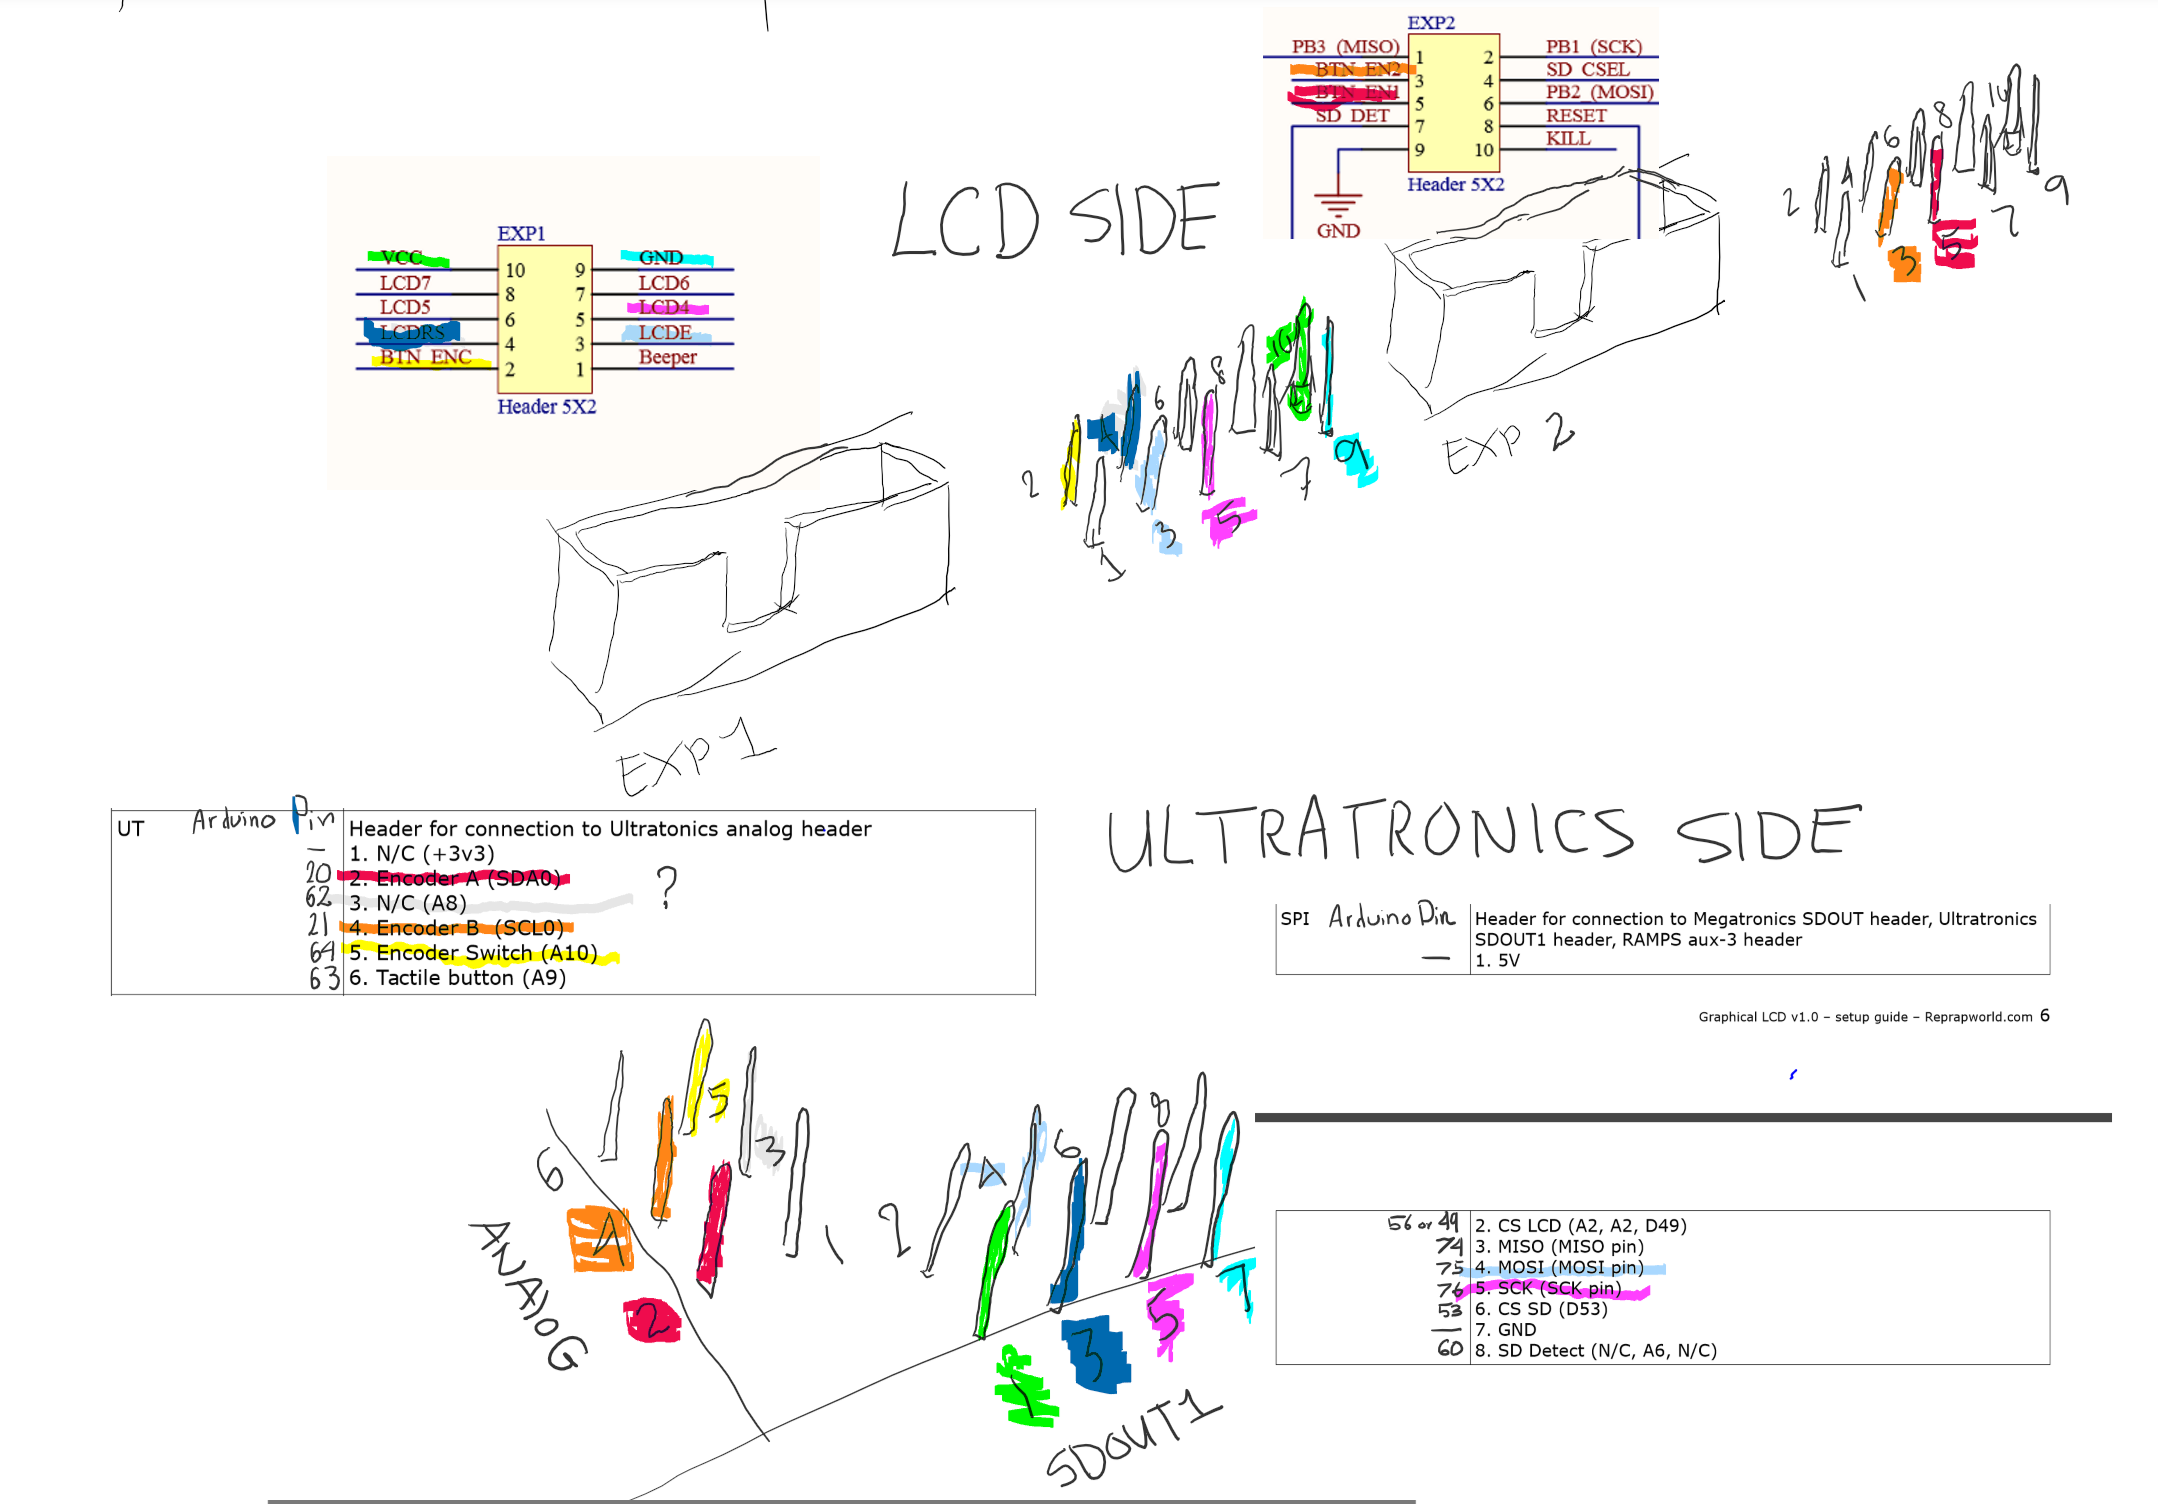 EXP2
PB3 (MISO) 1 2 PB1 (SCK)
BTN EN2 3 4 SD CSEL
BTN EN1 5 6 PB2 (MOSI)
SD DET 7 8 RESET
9 10 KILL
Header 5X2
GND
10
8
6
4
2
9
7
5
3
1
LCD SIDE
EXP1
VCC 10 9 GND
LCD7 8 7 LCD6
LCD5 6 5 LCD4
LCDRS 4 3 LCDE
BTN ENC 2 1 Beeper
Header 5X2
10
8
6
4
2
9
7
5
3
1
EXP 2
EXP1
ULTRATRONICS SIDE
UT Arduino Pin Header for connection to Ultratonics analog header
— 1. N/C (+3v3)
20 2. Encoder A (SDA0)
62 3. N/C (A8)
21 4. Encoder B (SCL0)
64 5. Encoder Switch (A10)
63 6. Tactile button (A9)
?
SPI Arduino Pin Header for connection to Megatronics SDOUT header, Ultratronics
SDOUT1 header, RAMPS aux-3 header
— 1. 5V
Graphical LCD v1.0 – setup guide – Reprapworld.com 6
5
3
6
1
4
2
ANALOG
8
6
4
2
7
5
3
1
SDOUT1
56 or 49 2. CS LCD (A2, A2, D49)
74 3. MISO (MISO pin)
75 4. MOSI (MOSI pin)
76 5. SCK (SCK pin)
53 6. CS SD (D53)
— 7. GND
60 8. SD Detect (N/C, A6, N/C)